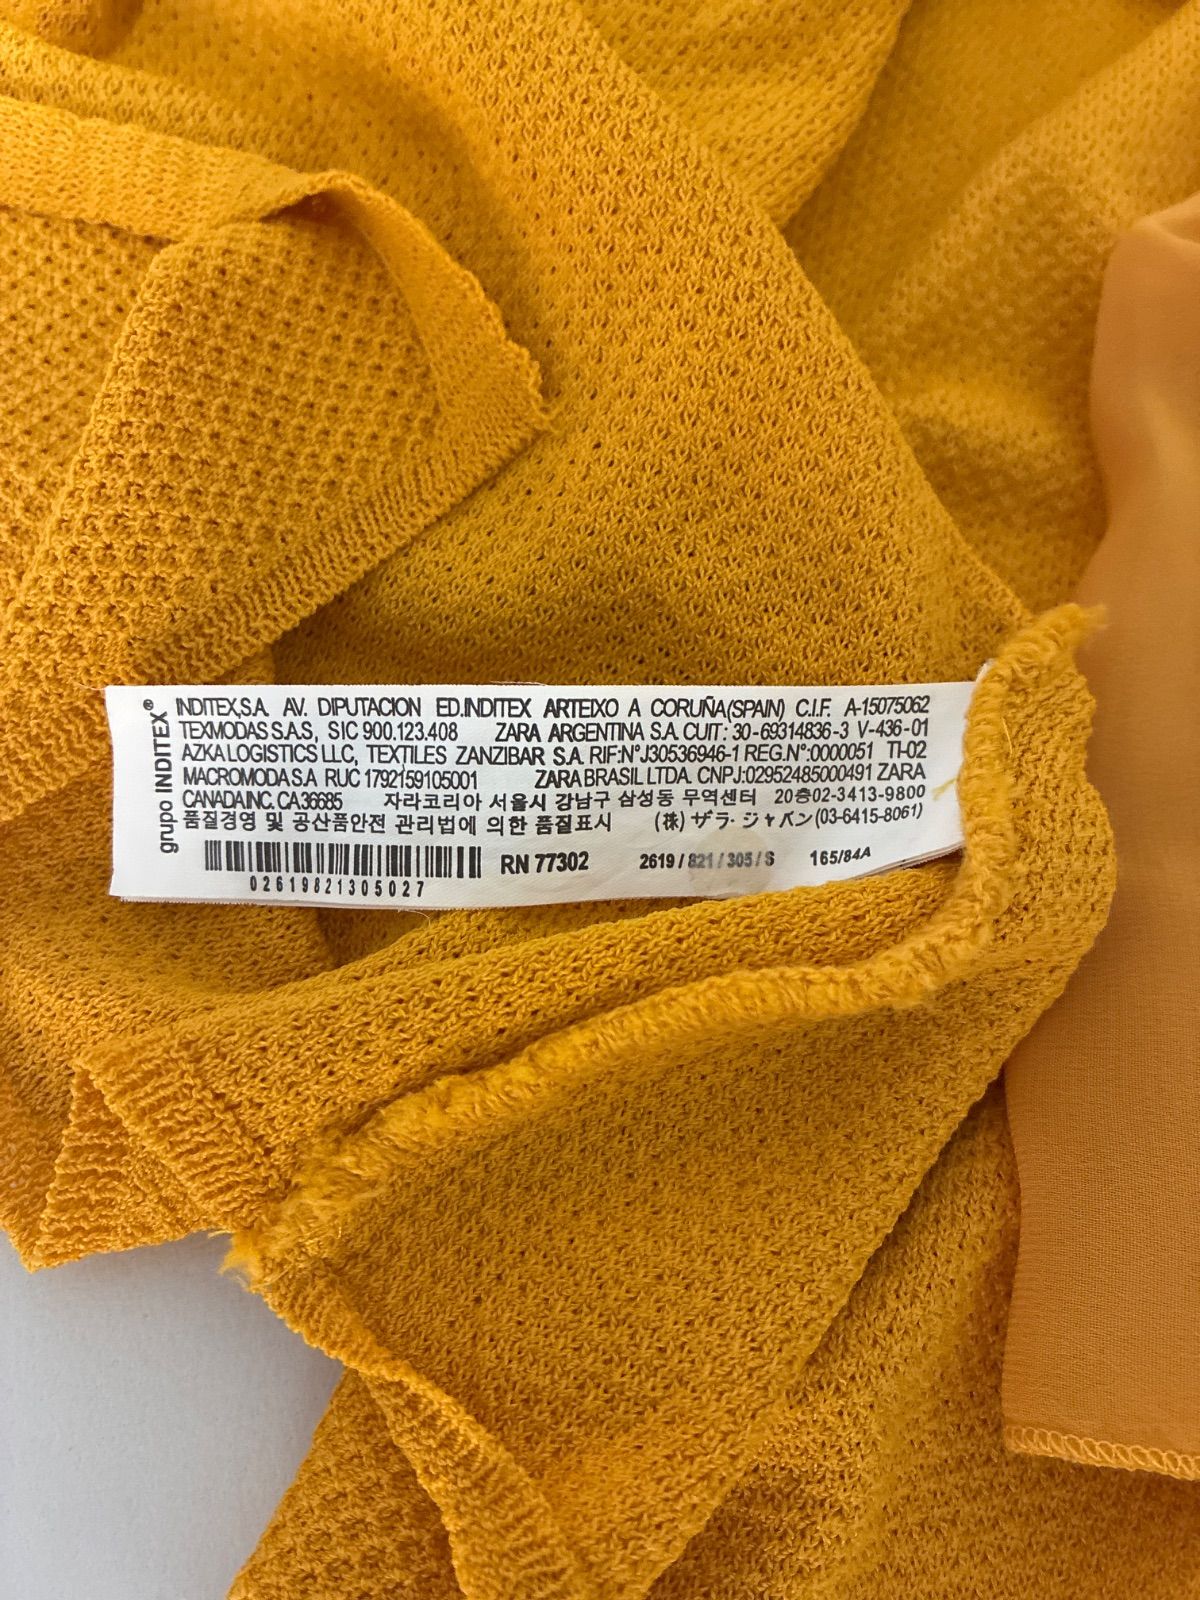 grupo INDITEX®
INDITEX,S.A. AV. DIPUTACION ED.INDITEX ARTEIXO A CORUÑA(SPAIN) C.I.F. A-15075062
TEXMODAS S.A.S, SIC 900.123.408 ZARA ARGENTINA S.A. CUIT: 30-69314836-3 V-436-01
AZKA LOGISTICS LLC, TEXTILES ZANZIBAR S.A. RIF:Nº J30536946-1 REG.Nº:0000051 TI-02
MACROMODA S.A RUC 1792159105001 ZARA BRASIL LTDA. CNPJ:02952485000491 ZARA
CANADA INC. CA 36685 자라코리아 서울시 강남구 삼성동 무역센터 20층02-3413-9800
품질경영 및 공산품안전 관리법에 의한 품질표시 (株) ザラ・ジャパン(03-6415-8061)
RN 77302 2619 / 821 / 305 / S 165/84A
02619821305027